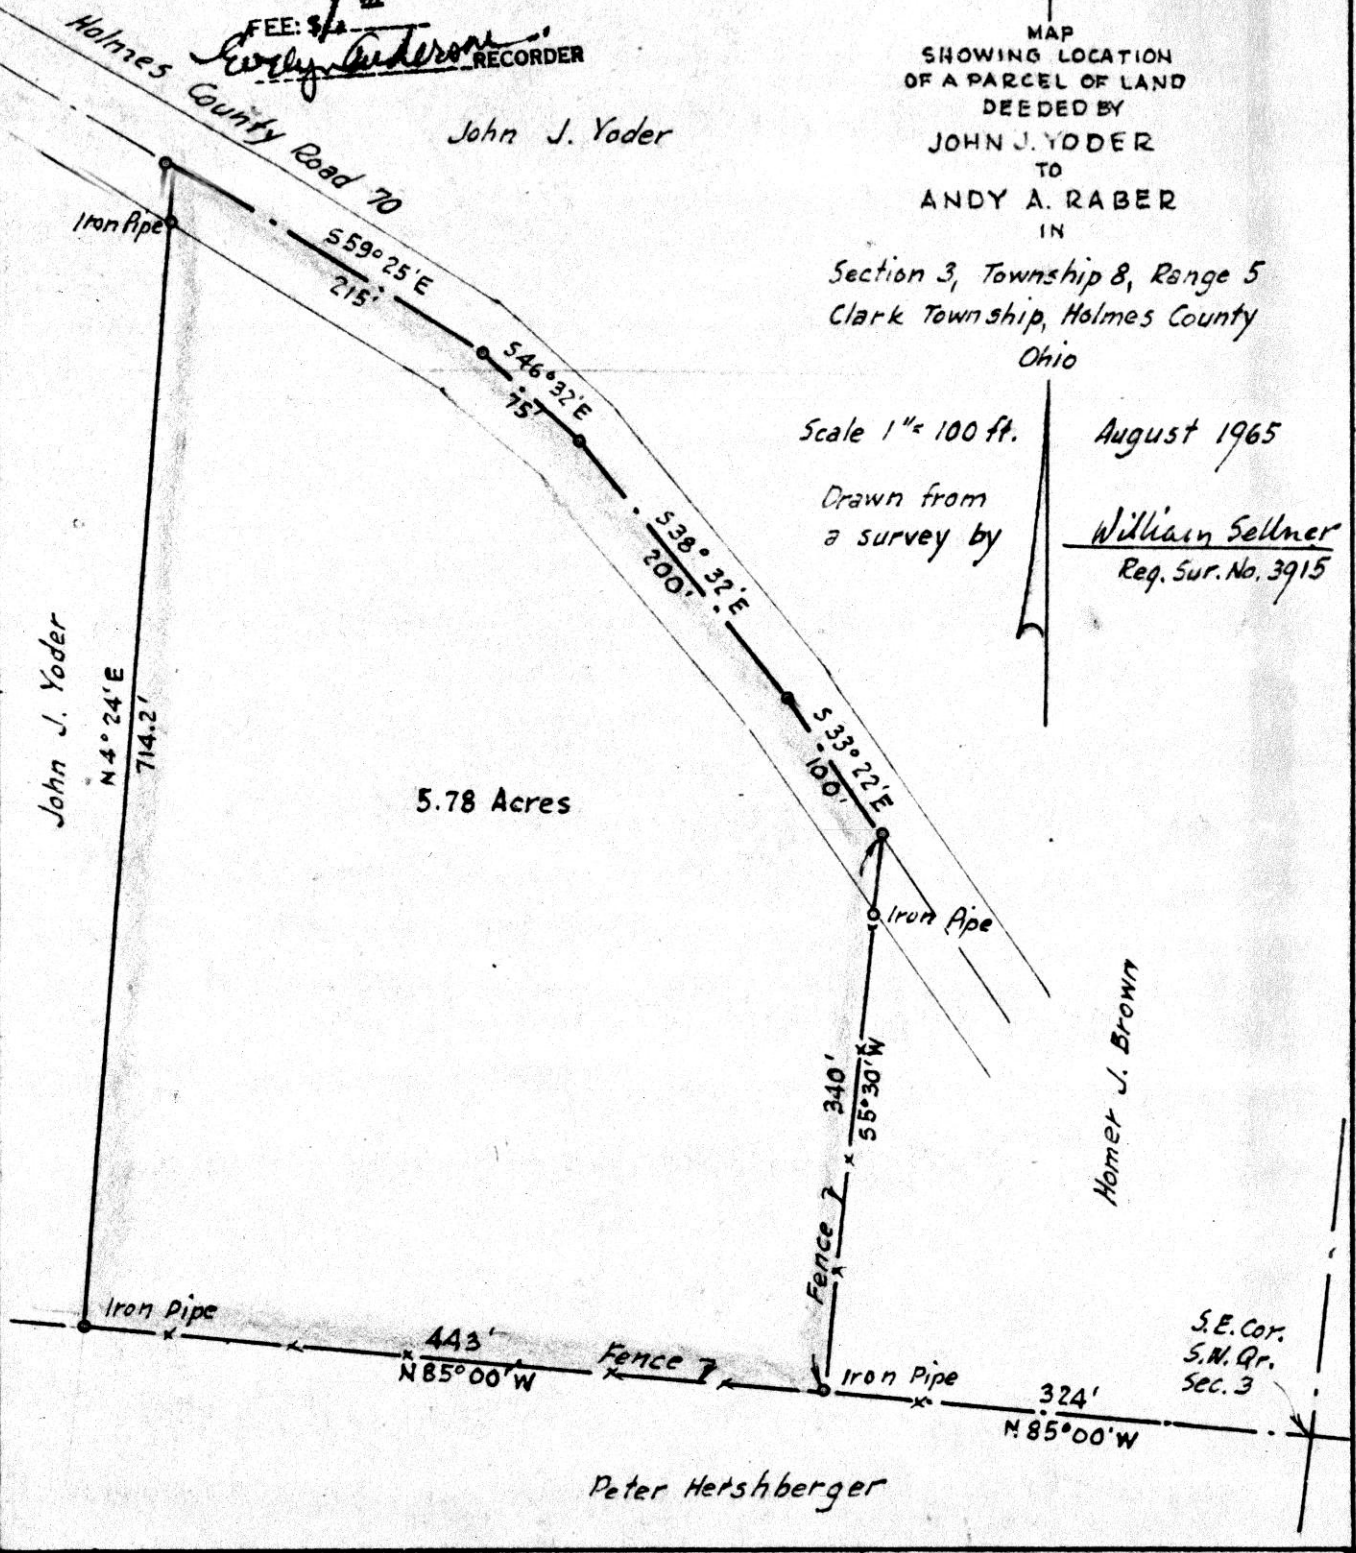 FEE: $
Evelyn Anderson
RECORDER
Holmes County Road 70
John J. Yoder
MAP
SHOWING LOCATION
OF A PARCEL OF LAND
DEEDED BY
JOHN J. YODER
TO
ANDY A. RABER
IN
Section 3, Township 8, Range 5
Clark Township, Holmes County
Ohio
Scale 1"= 100 ft.
August 1965
Drawn from
a survey by
William Sellner
Reg. Sur. No. 3915
Iron Pipe
S59°25'E
215'
S46°32'E
75'
S38°32'E
200'
S33°22'E
100'
Iron Pipe
John J. Yoder
N4°24'E
714.2'
5.78 Acres
340'
S5°30'W
Fence
Homer J. Brown
Iron Pipe
443'
N85°00'W
Fence
Iron Pipe
324'
N85°00'W
S.E. Cor.
S.W. Qr.
Sec. 3
Peter Hershberger